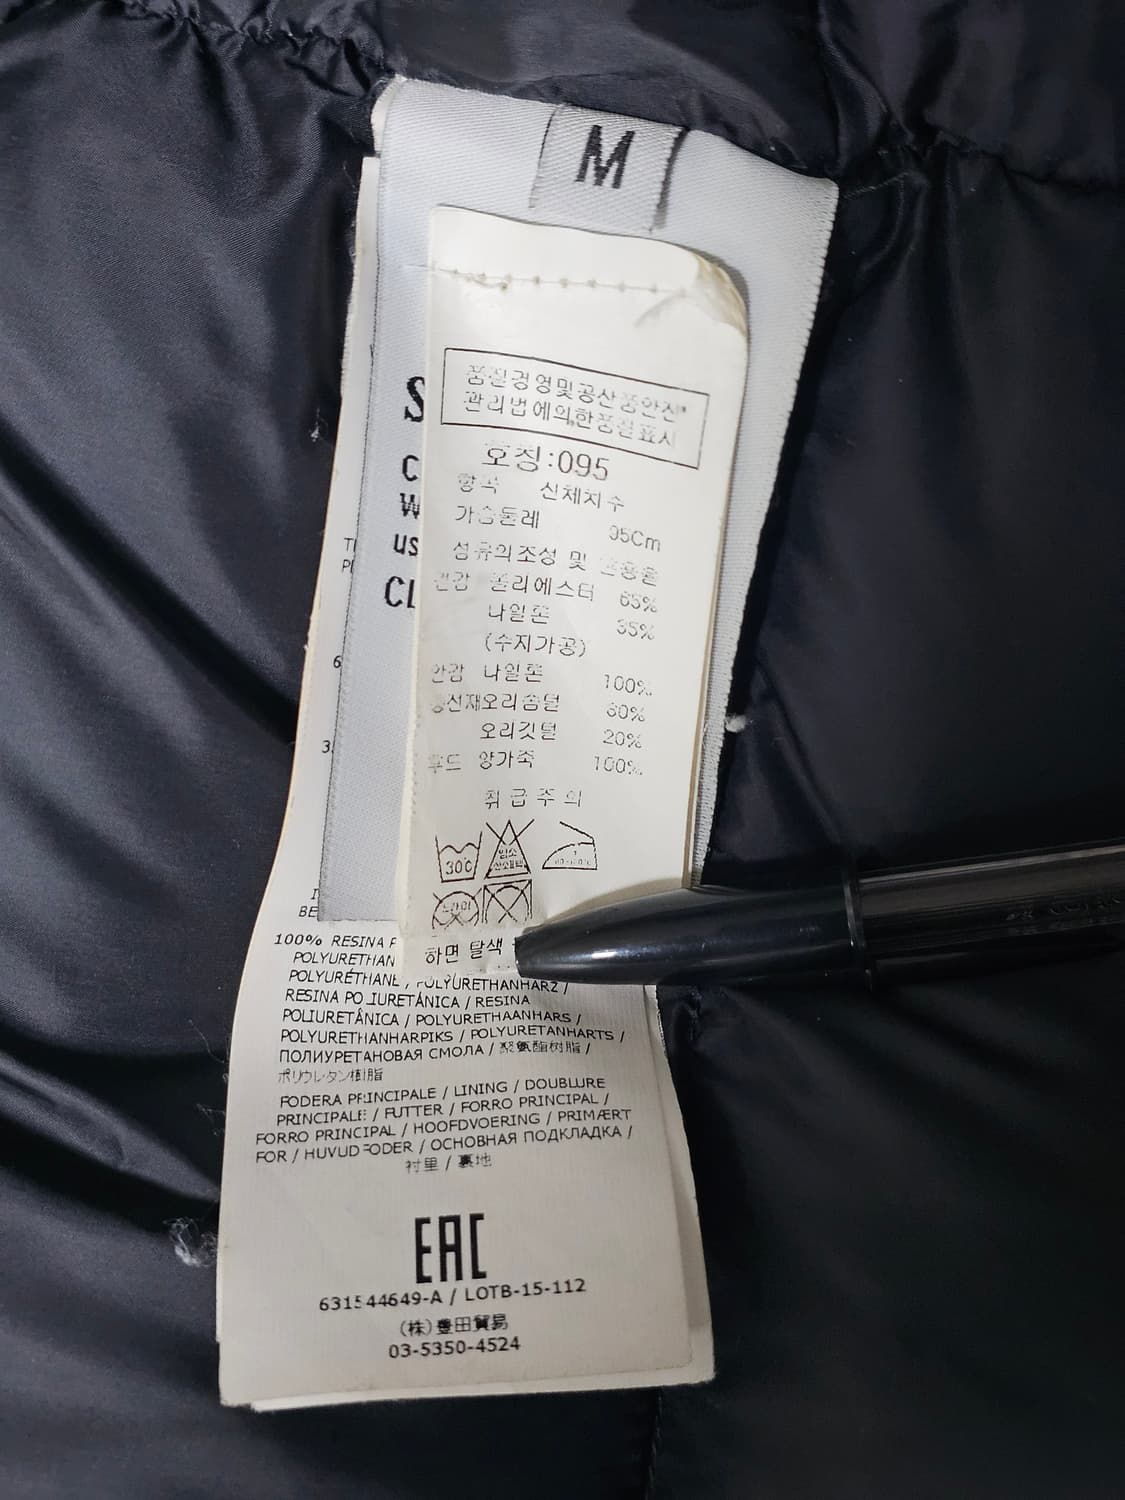 M
S
C
W
us
CL
품질경영및공산품안전
관리법에의한품질표시
호칭:095
항목 신체치수
가슴둘레 95Cm
섬유의조성 및 혼용율
겉감 폴리에스터 65%
나일론 35%
(수지가공)
안감 나일론 100%
충전재오리솜털 80%
오리깃털 20%
후드 양가죽 100%
취급주의
30℃
하면 탈색
100% RESINA
POLYURETHAN
POLYURÉTHANE / POLYURETHANHARZ /
RESINA POLIURETÁNICA / RESINA
POLIURETÂNICA / POLYURETHAANHARS /
POLYURETHANHARPIKS / POLYURETANHARTS /
ПОЛИУРЕТАНОВАЯ СМОЛА / 聚氨酯树脂 /
ポリウレタン樹脂
FODERA PRINCIPALE / LINING / DOUBLURE
PRINCIPALE / FUTTER / FORRO PRINCIPAL /
FORRO PRINCIPAL / HOOFDVOERING / PRIMÆRT
FOR / HUVUDFODER / ОСНОВНАЯ ПОДКЛАДКА /
衬里 / 裏地
EAC
631544649-A / LOTB-15-112
(株)豊田貿易
03-5350-4524